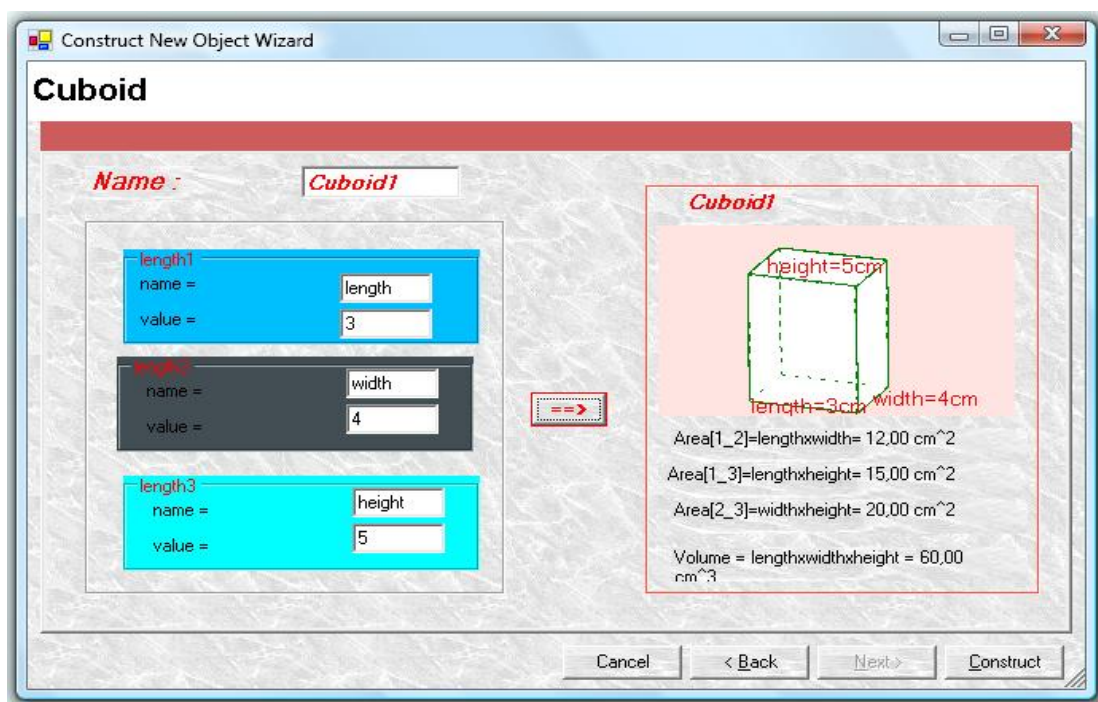 Construct New Object Wizard
Cuboid
Name :
Cuboid1
length1
name =
length
value =
3
length2
name =
width
value =
4
length3
name =
height
value =
5
==>
Cuboid1
height=5cm
length=3cm
width=4cm
Area[1_2]=lengthxwidth= 12,00 cm^2
Area[1_3]=lengthxheight= 15,00 cm^2
Area[2_3]=widthxheight= 20,00 cm^2
Volume = lengthxwidthxheight = 60,00
cm^3
Cancel
< Back
Next >
Construct